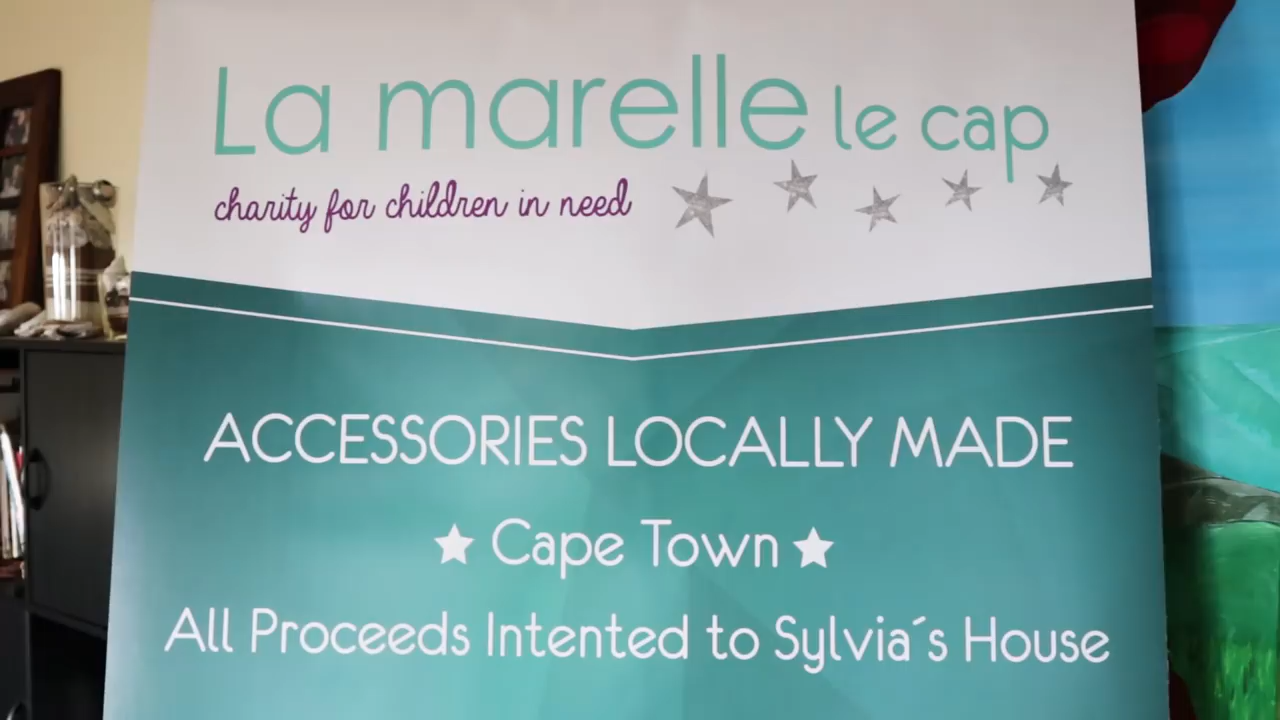 La marelle le cap
charity for children in need
ACCESSORIES LOCALLY MADE
Cape Town
All Proceeds Intented to Sylvia´s House